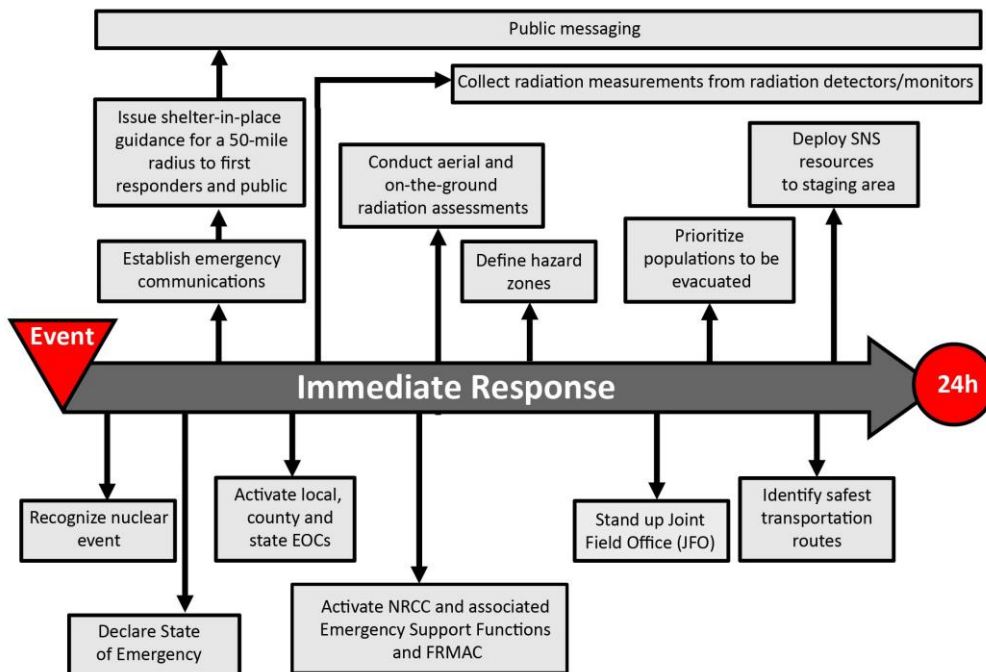 Public messaging
Collect radiation measurements from radiation detectors/monitors
Issue shelter-in-place
guidance for a 50-mile
radius to first
responders and public
Conduct aerial and
on-the-ground
radiation assessments
Deploy SNS
resources
to staging area
Establish emergency
communications
Define hazard
zones
Prioritize
populations to be
evacuated
Event
Immediate Response
24h
Recognize nuclear
event
Activate local,
county and
state EOCs
Stand up Joint
Field Office (JFO)
Identify safest
transportation
routes
Declare State
of Emergency
Activate NRCC and associated
Emergency Support Functions
and FRMAC